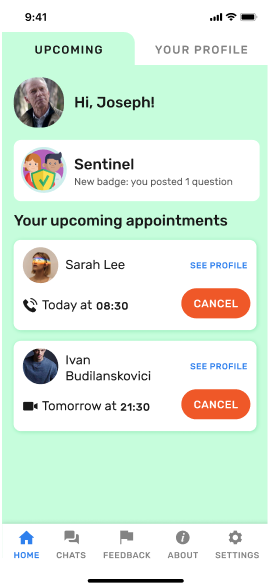 9:41
UPCOMING
YOUR PROFILE
Hi, Joseph!
Sentinel
New badge: you posted 1 question
Your upcoming appointments
Sarah Lee
SEE PROFILE
Today at 08:30
CANCEL
Ivan
Budilanskovici
SEE PROFILE
Tomorrow at 21:30
CANCEL
HOME
CHATS
FEEDBACK
ABOUT
SETTINGS